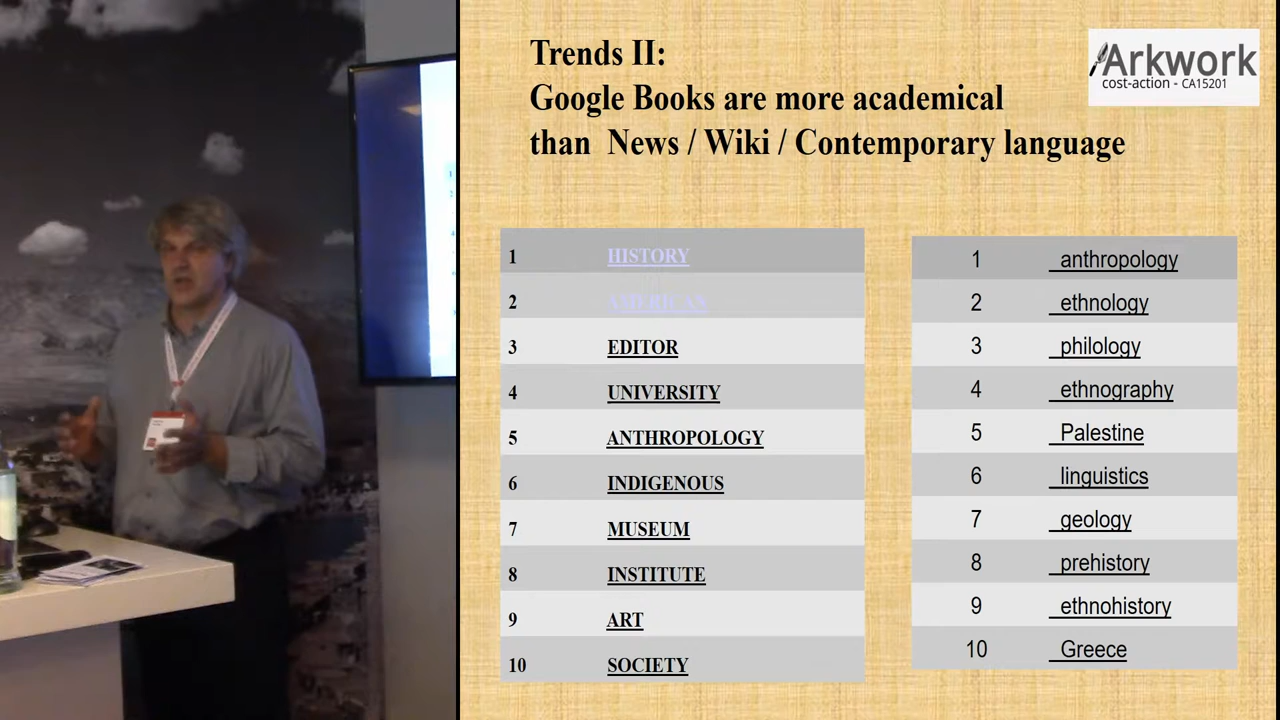 Trends II:
Google Books are more academical
than News / Wiki / Contemporary language
Arkwork
cost-action - CA15201
1 HISTORY
2 AMERICAN
3 EDITOR
4 UNIVERSITY
5 ANTHROPOLOGY
6 INDIGENOUS
7 MUSEUM
8 INSTITUTE
9 ART
10 SOCIETY
1 anthropology
2 ethnology
3 philology
4 ethnography
5 Palestine
6 linguistics
7 geology
8 prehistory
9 ethnohistory
10 Greece